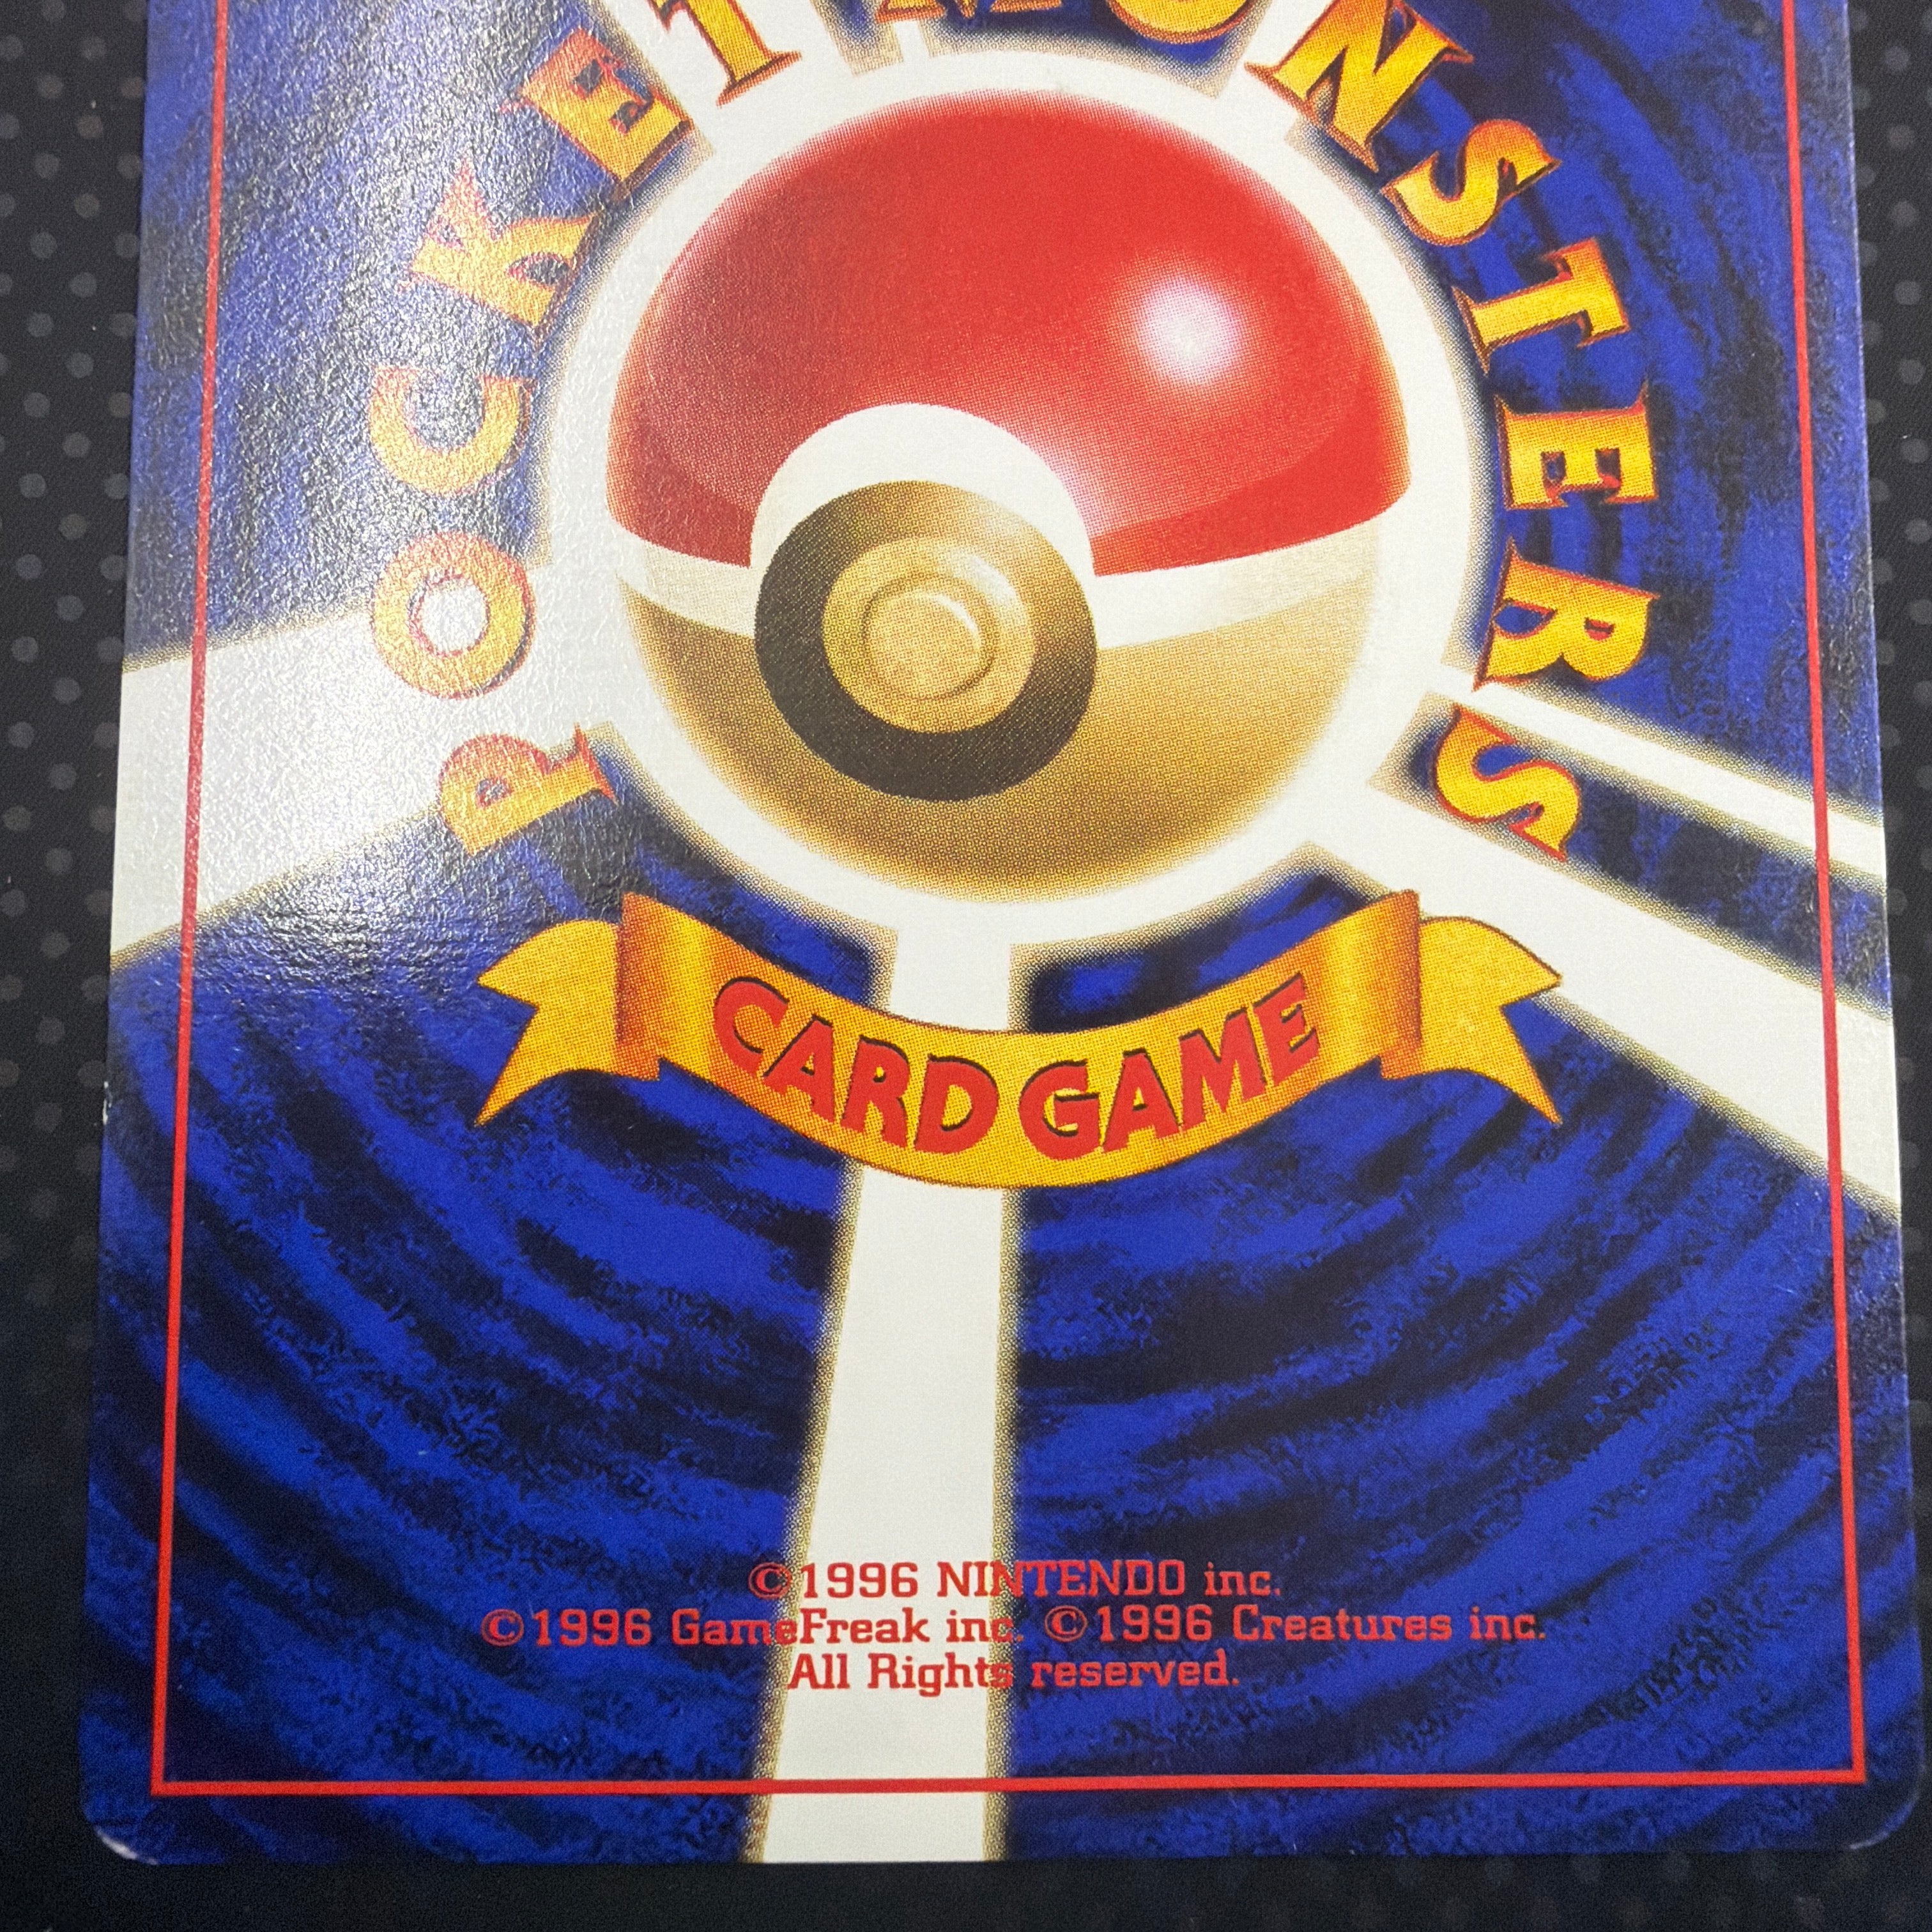 POCKET MONSTERS
CARD GAME
©1996 NINTENDO inc.
©1996 GameFreak inc. ©1996 Creatures inc.
All Rights reserved.